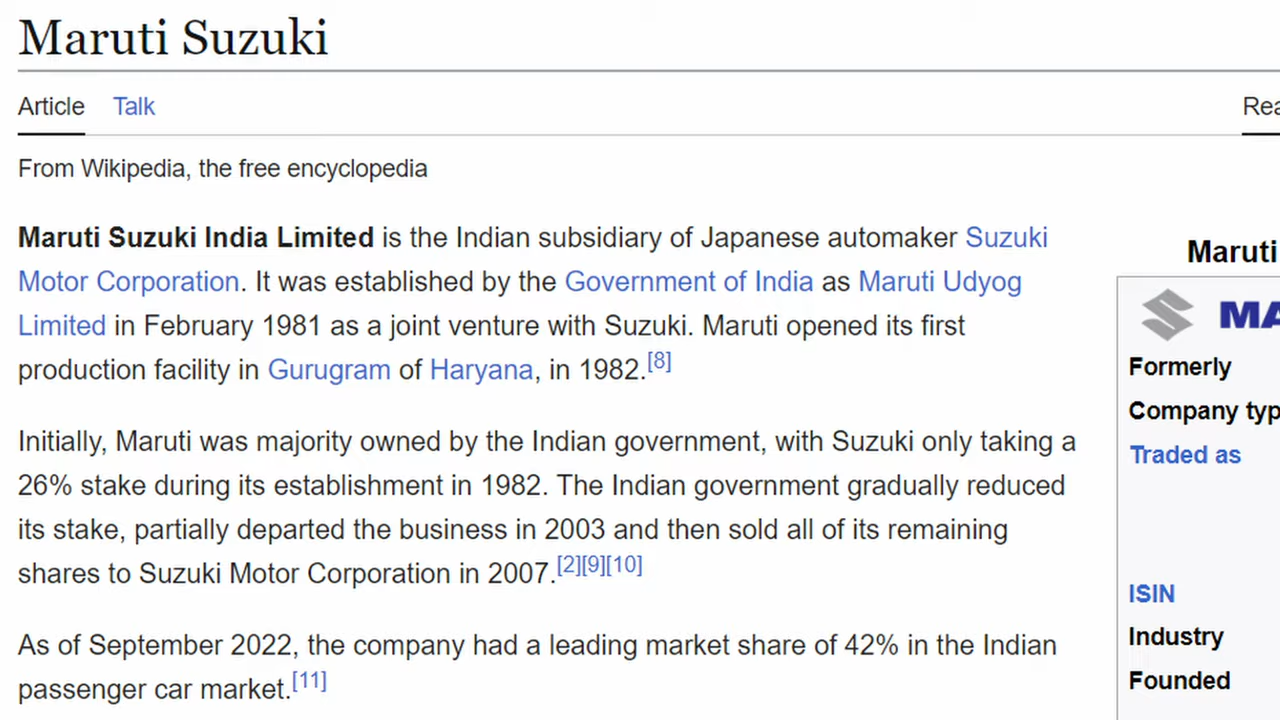 Maruti Suzuki
Article Talk Rea
From Wikipedia, the free encyclopedia
Maruti Suzuki India Limited is the Indian subsidiary of Japanese automaker Suzuki
Motor Corporation. It was established by the Government of India as Maruti Udyog
Limited in February 1981 as a joint venture with Suzuki. Maruti opened its first
production facility in Gurugram of Haryana, in 1982.[8]
Initially, Maruti was majority owned by the Indian government, with Suzuki only taking a
26% stake during its establishment in 1982. The Indian government gradually reduced
its stake, partially departed the business in 2003 and then sold all of its remaining
shares to Suzuki Motor Corporation in 2007.[2][9][10]
As of September 2022, the company had a leading market share of 42% in the Indian
passenger car market.[11]
Maruti
MA
Formerly
Company typ
Traded as
ISIN
Industry
Founded